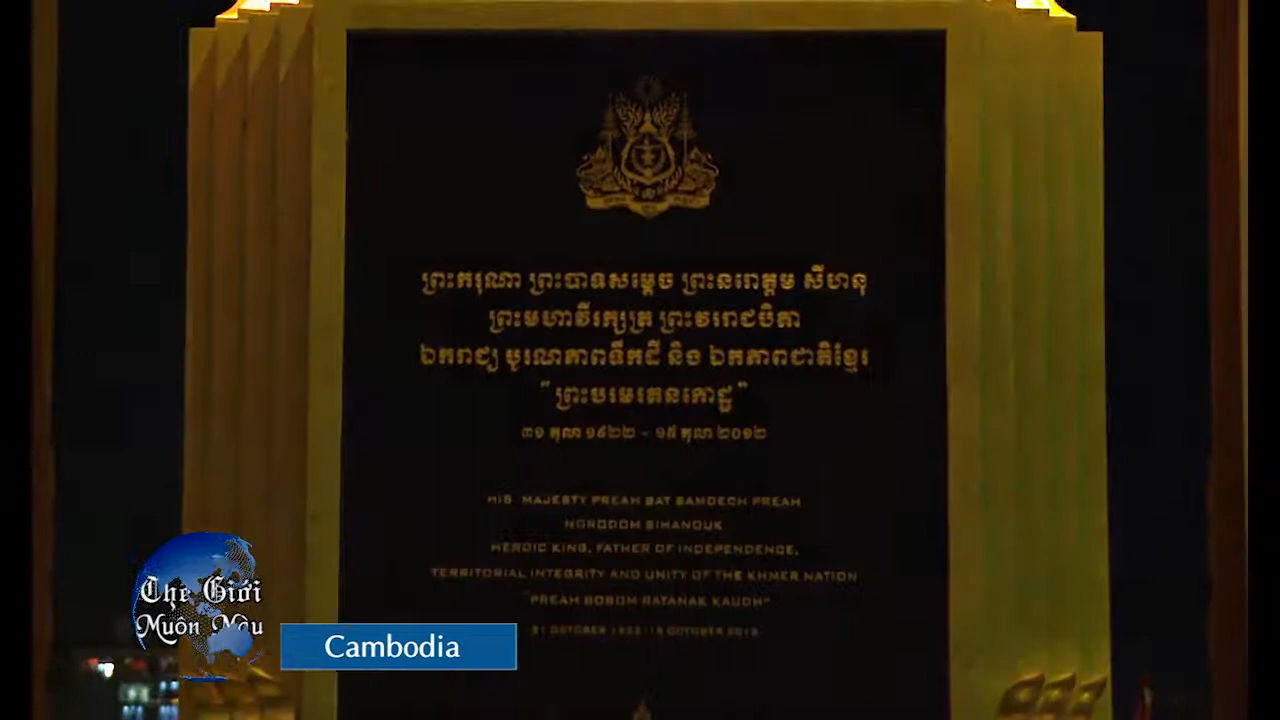 ព្រះករុណា ព្រះបាទសម្តេច ព្រះនរោត្តម សីហនុ
ព្រះមហាវីរក្សត្រ ព្រះវររាជបិតា
ឯករាជ្យ បូរណភាពទឹកដី និង ឯកភាពជាតិខ្មែរ
"ព្រះបរមរតនកោដ្ឋ"
៣១ តុលា ១៩២២ - ១៥ តុលា ២០១២
HIS MAJESTY PREAH BAT SAMDECH PREAH
NORODOM SIHANOUK
HEROIC KING, FATHER OF INDEPENDENCE,
TERRITORIAL INTEGRITY AND UNITY OF THE KHMER NATION
"PREAH BOROM RATANAK KAUDH"
31 OCTOBER 1922-15 OCTOBER 2012
Thế Giới
Muôn Màu
Cambodia